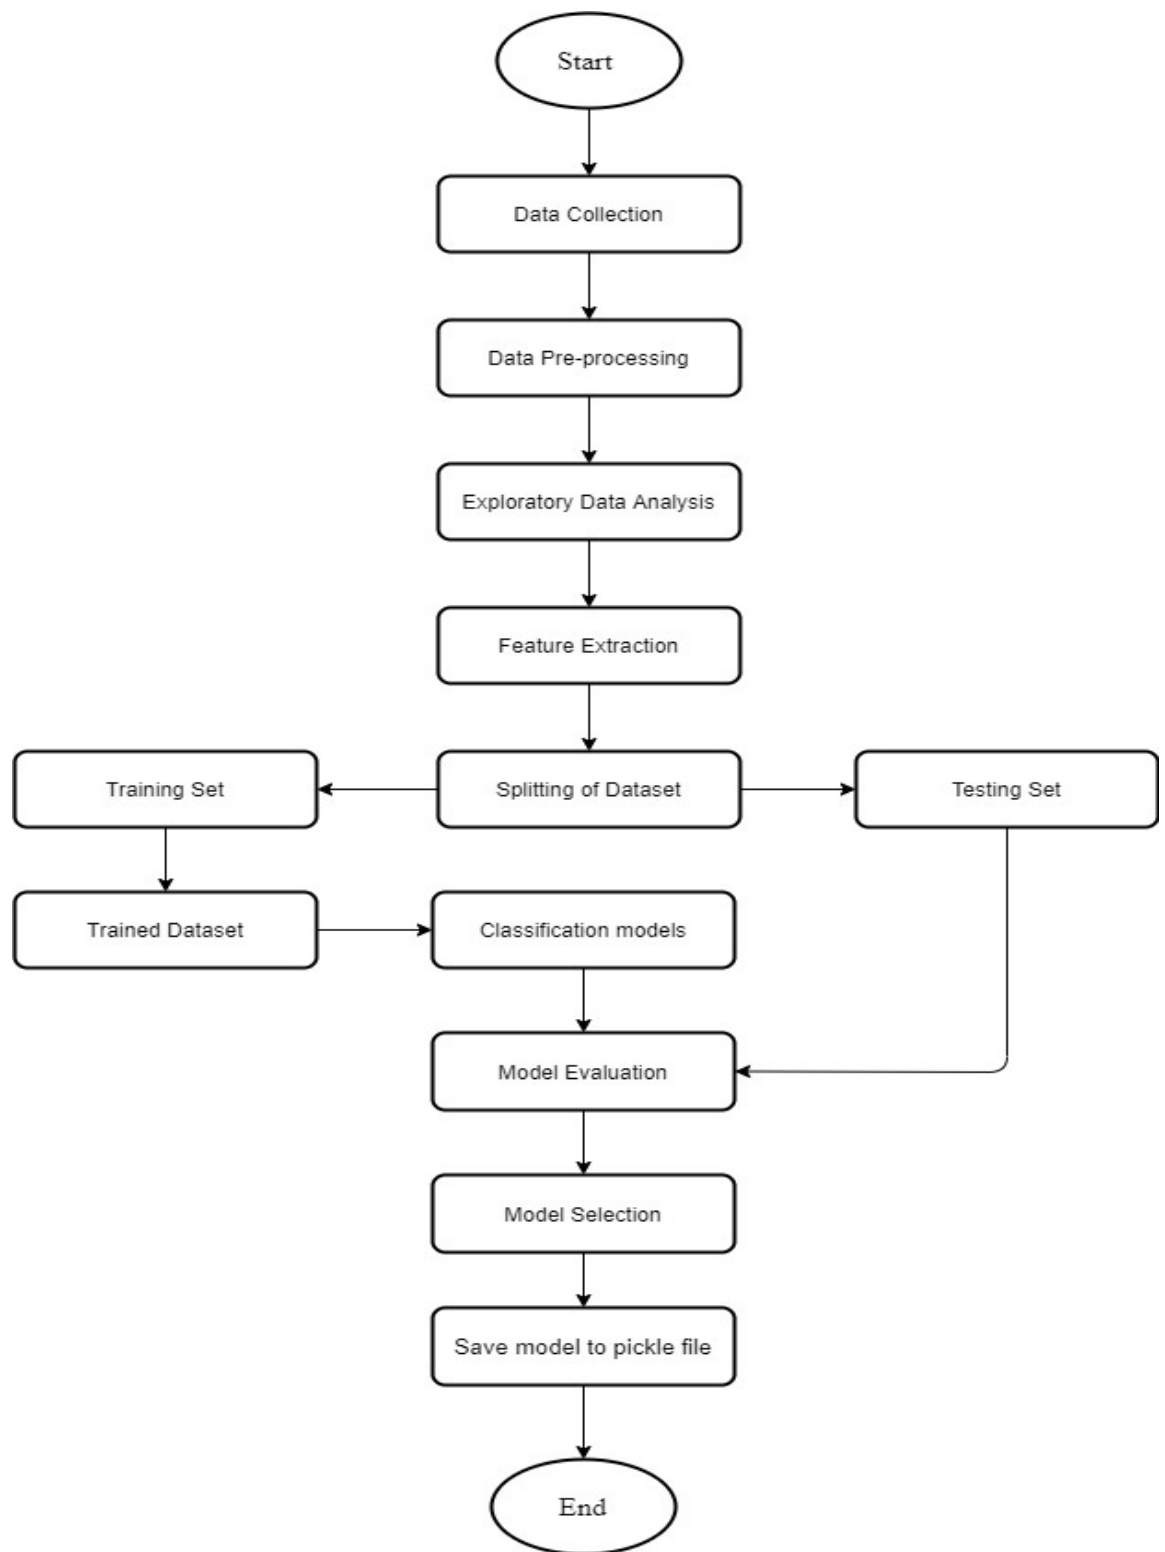 Start
Data Collection
Data Pre-processing
Exploratory Data Analysis
Feature Extraction
Training Set
Splitting of Dataset
Testing Set
Trained Dataset
Classification models
Model Evaluation
Model Selection
Save model to pickle file
End